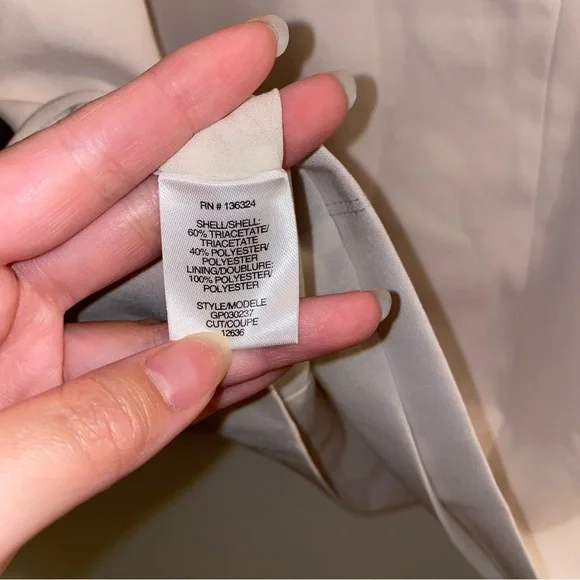 RN # 136324
SHELL/SHELL:
60% TRIACETATE/
TRIACETATE
40% POLYESTER/
POLYESTER
LINING/DOUBLURE:
100% POLYESTER/
POLYESTER
STYLE/MODELE
GP030237
CUT/COUPE
12636